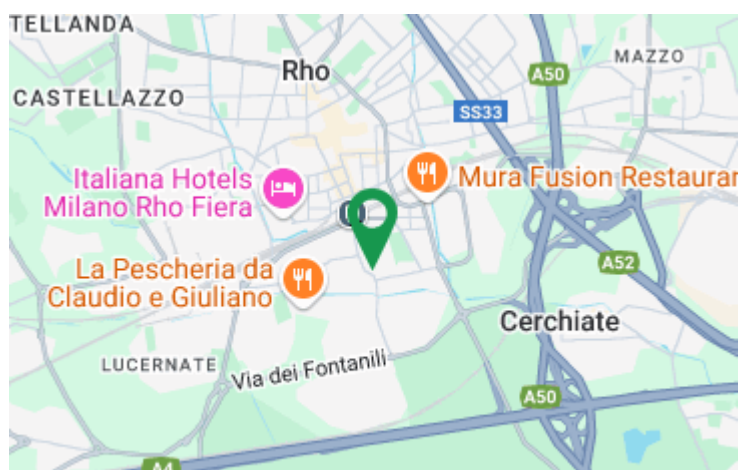 TELLANDA
Rho
MAZZO
A50
CASTELLAZZO
SS33
Italiana Hotels
Milano Rho Fiera
Mura Fusion Restauran
A52
La Pescheria da
Claudio e Giuliano
Cerchiate
LUCERNATE
Via dei Fontanili
A50
A4